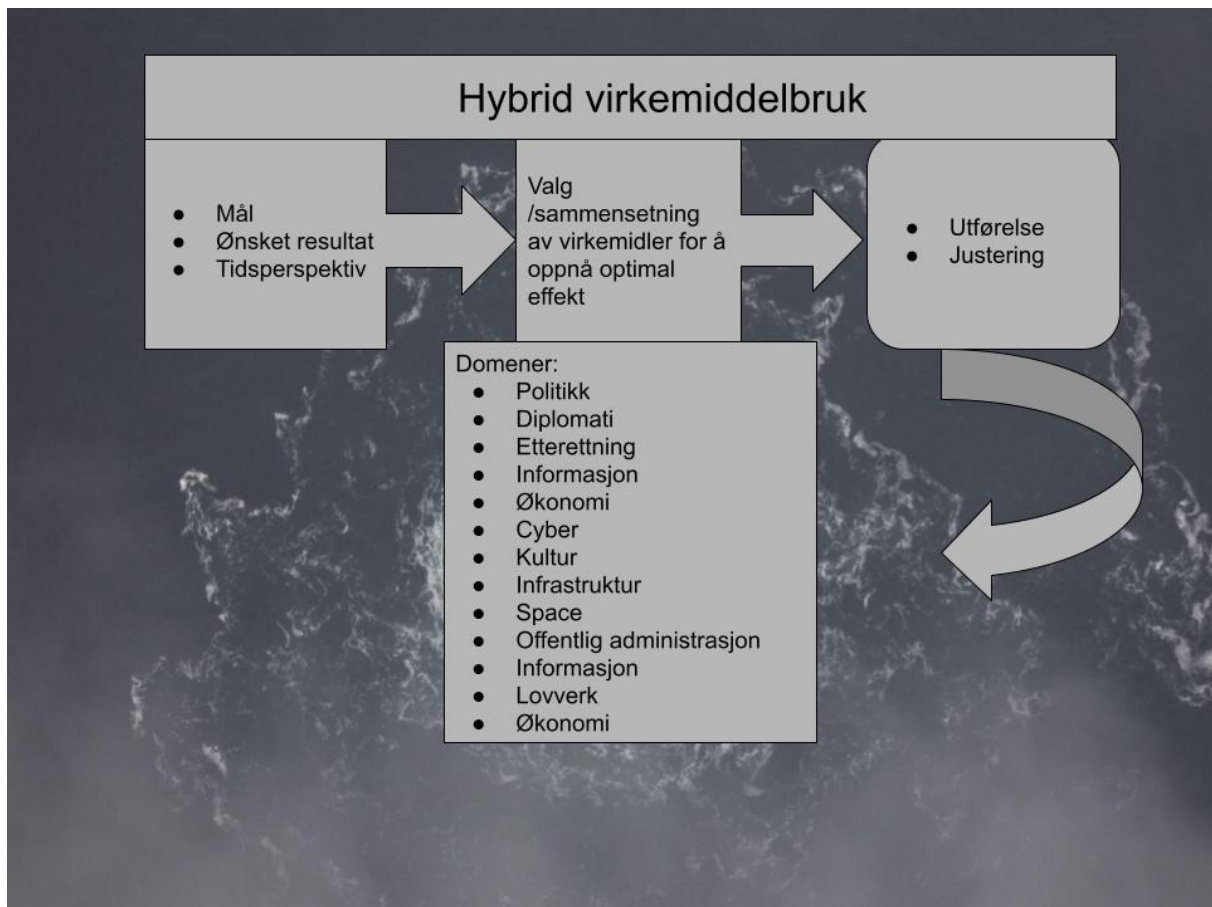 Hybrid virkemiddelbruk
● Mål
● Ønsket resultat
● Tidsperspektiv
Valg
/sammensetning
av virkemidler for å
oppnå optimal
effekt
● Utførelse
● Justering
Domener:
● Politikk
● Diplomati
● Etterettning
● Informasjon
● Økonomi
● Cyber
● Kultur
● Infrastruktur
● Space
● Offentlig administrasjon
● Informasjon
● Lovverk
● Økonomi